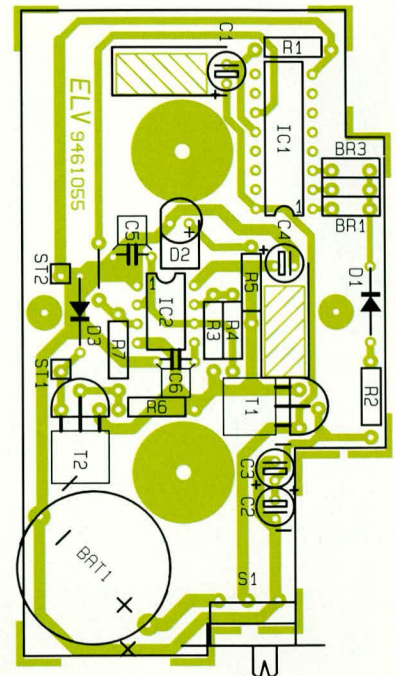 C1
R1
ELV 9461055
IC1
BR3
BR1
1
C5
D2
+
C4
+
ST2
1
IC2
R5
D1
D3
R7
R3
R4
ST1
C6
R6
T1
R2
T2
C3
+
+
C2
BAT1
S1